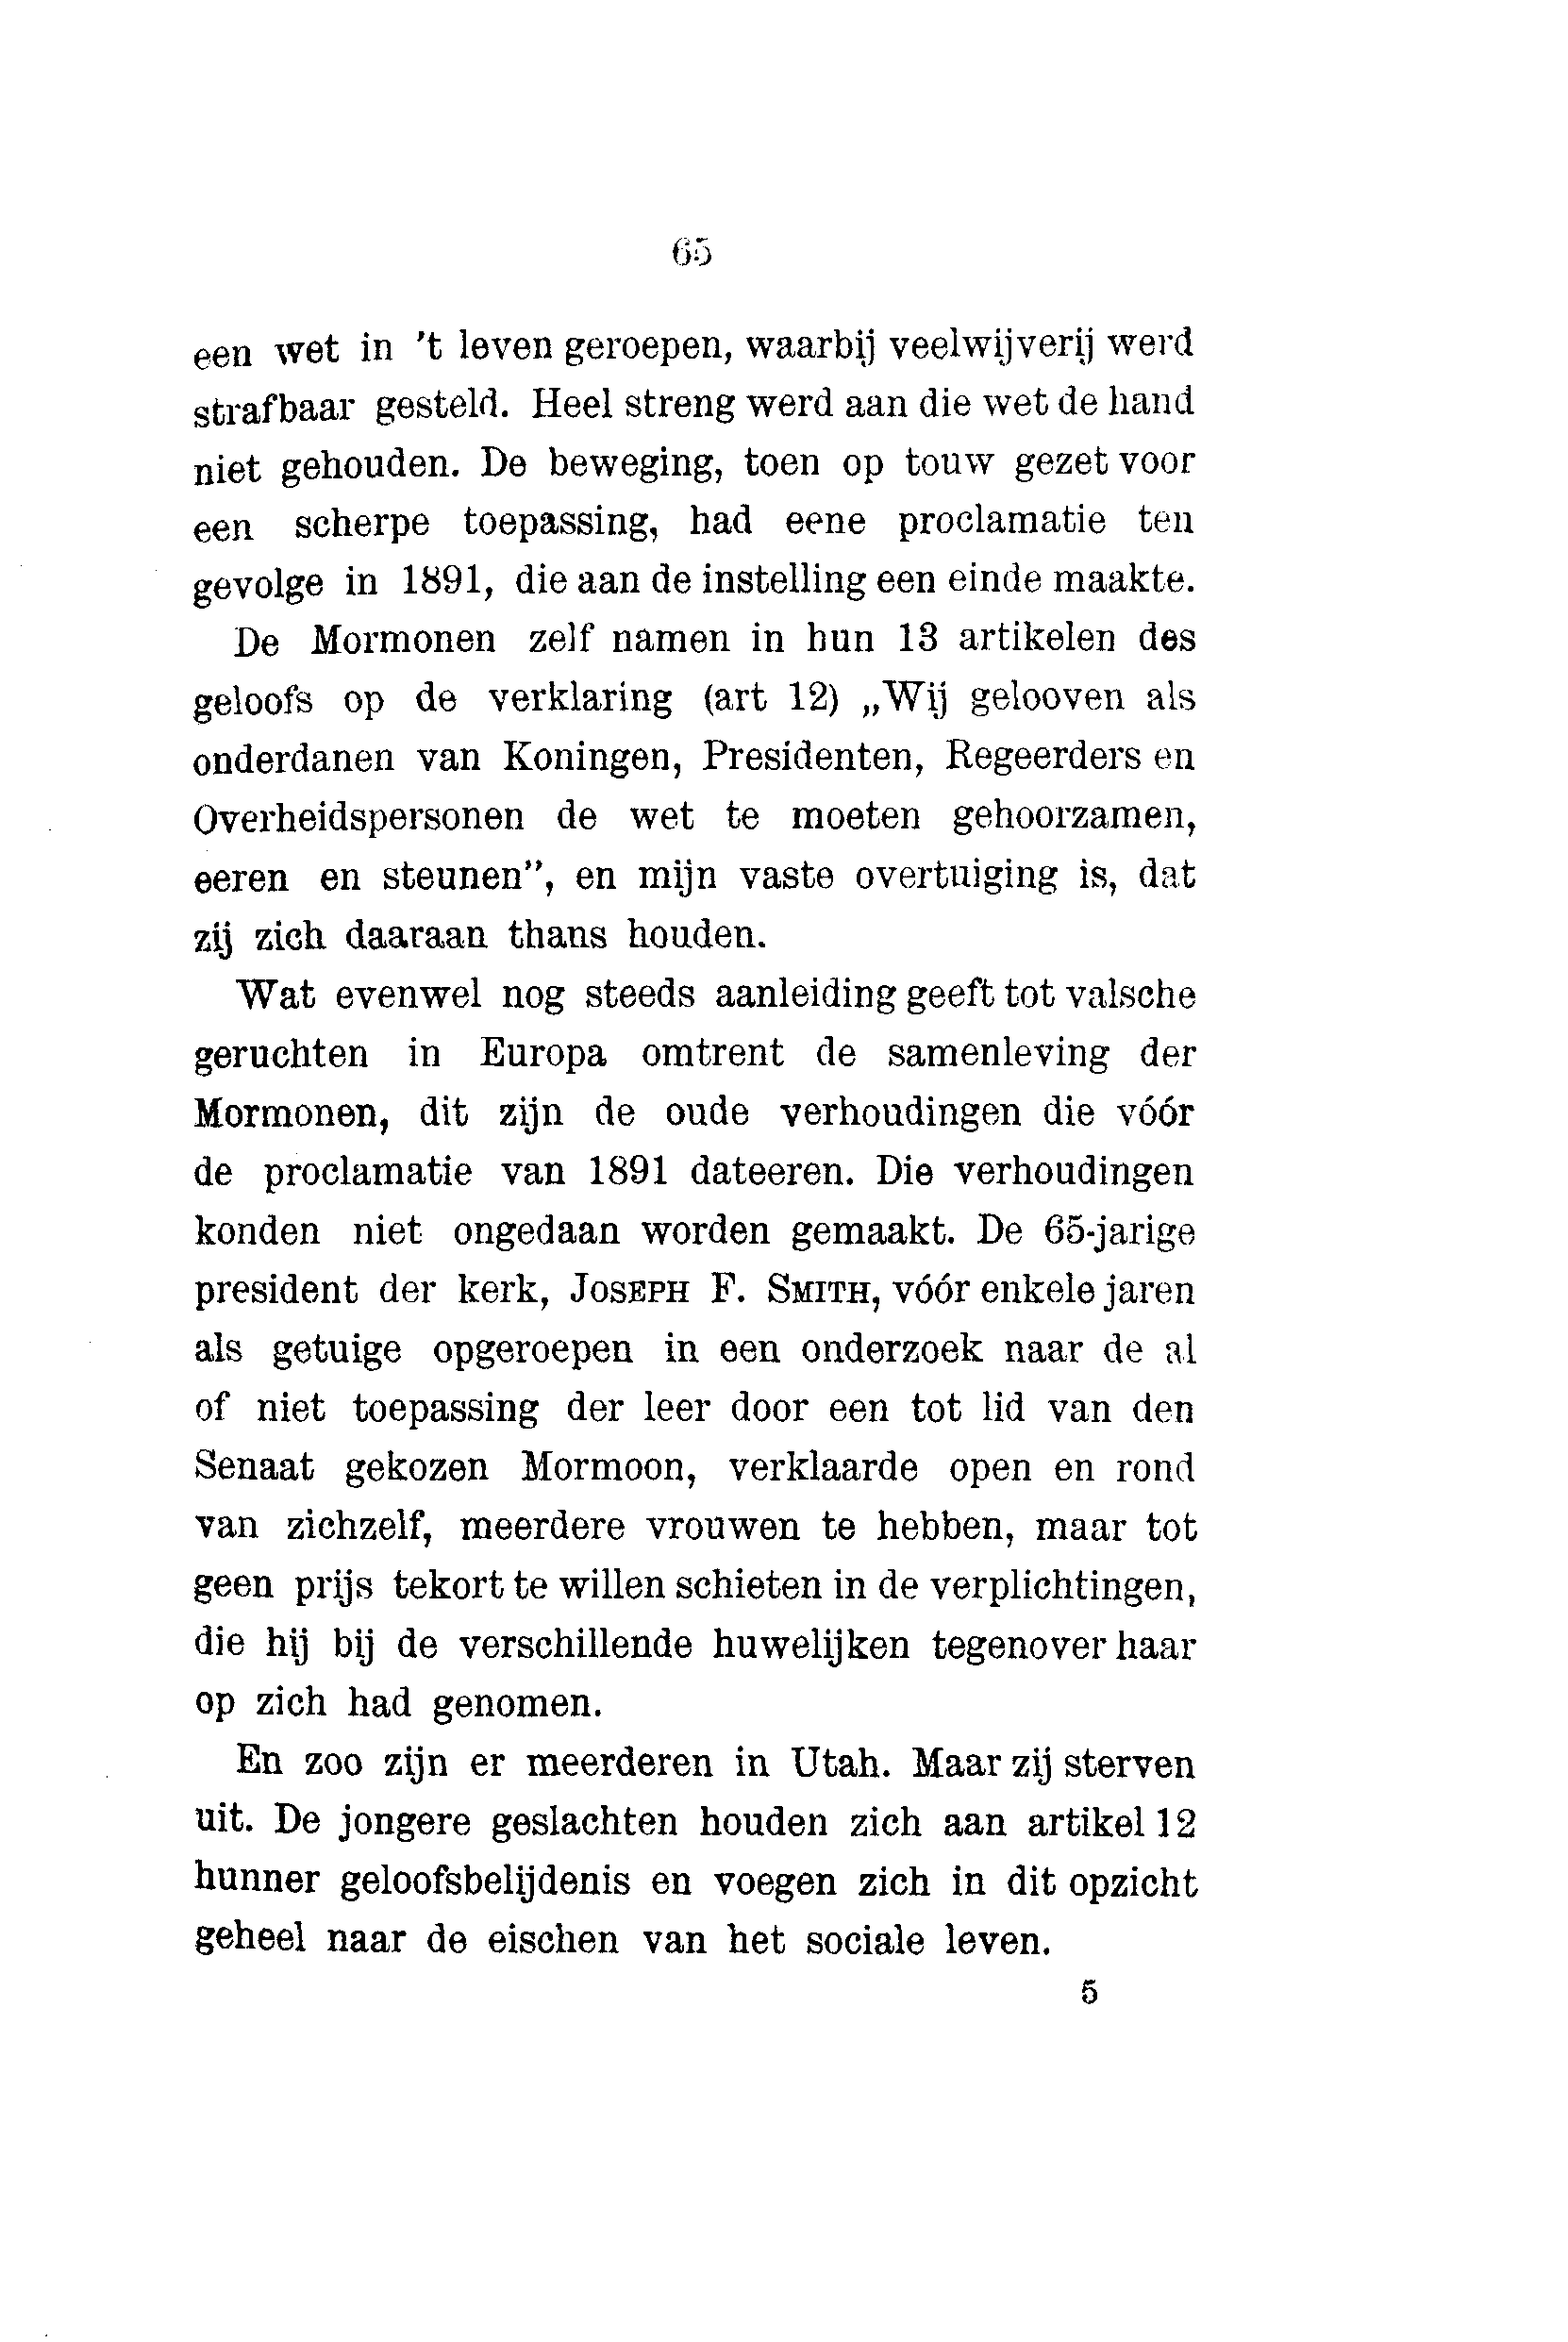 65
een wet in 't leven geroepen, waarbij veelwijverij werd
strafbaar gesteld. Heel streng werd aan die wet de hand
niet gehouden. De beweging, toen op touw gezet voor
een scherpe toepassing, had eene proclamatie ten
gevolge in 1891, die aan de instelling een einde maakte.
De Mormonen zelf namen in hun 13 artikelen des
geloofs op de verklaring (art 12) „Wij gelooven als
onderdanen van Koningen, Presidenten, Regeerders en
Overheidspersonen de wet te moeten gehoorzamen,
eeren en steunen", en mijn vaste overtuiging is, dat
zij zich daaraan thans houden.
Wat evenwel nog steeds aanleiding geeft tot valsche
geruchten in Europa omtrent de samenleving der
Mormonen, dit zijn de oude verhoudingen die vóór
de proclamatie van 1891 dateeren. Die verhoudingen
konden niet ongedaan worden gemaakt. De 65-jarige
president der kerk, JOSEPH F. SMITH, vóór enkele jaren
als getuige opgeroepen in een onderzoek naar de al
of niet toepassing der leer door een tot lid van den
Senaat gekozen Mormoon, verklaarde open en rond
van zichzelf, meerdere vrouwen te hebben, maar tot
geen prijs tekort te willen schieten in de verplichtingen,
die hij bij de verschillende huwelijken tegenover haar
op zich had genomen.
En zoo zijn er meerderen in Utah. Maar zij sterven
uit. De jongere geslachten houden zich aan artikel 12
hunner geloofsbelijdenis en voegen zich in dit opzicht
geheel naar de eischen van het sociale leven.
5